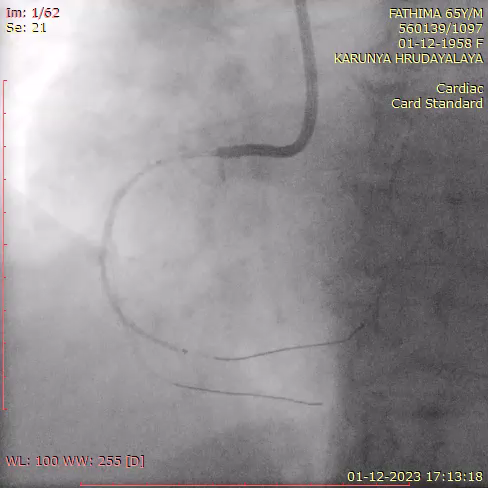 Im: 1/62
Se: 21
FATHIMA 65Y/M
560139/1097
01-12-1958 F
KARUNYA HRUDAYALAYA
Cardiac
Card Standard
WL: 100 WW: 255 [D]
01-12-2023 17:13:18